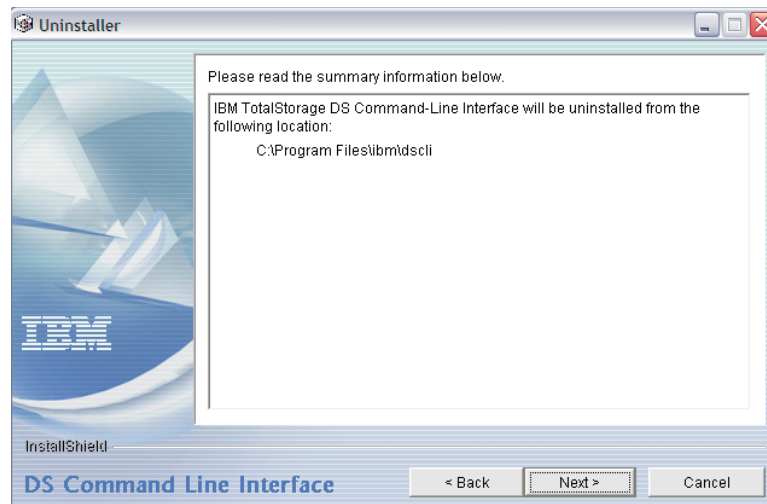 Uninstaller
Please read the summary information below.
IBM TotalStorage DS Command-Line Interface will be uninstalled from the
following location:
C:\Program Files\ibm\dscli
IBM
InstallShield
DS Command Line Interface
< Back
Next >
Cancel